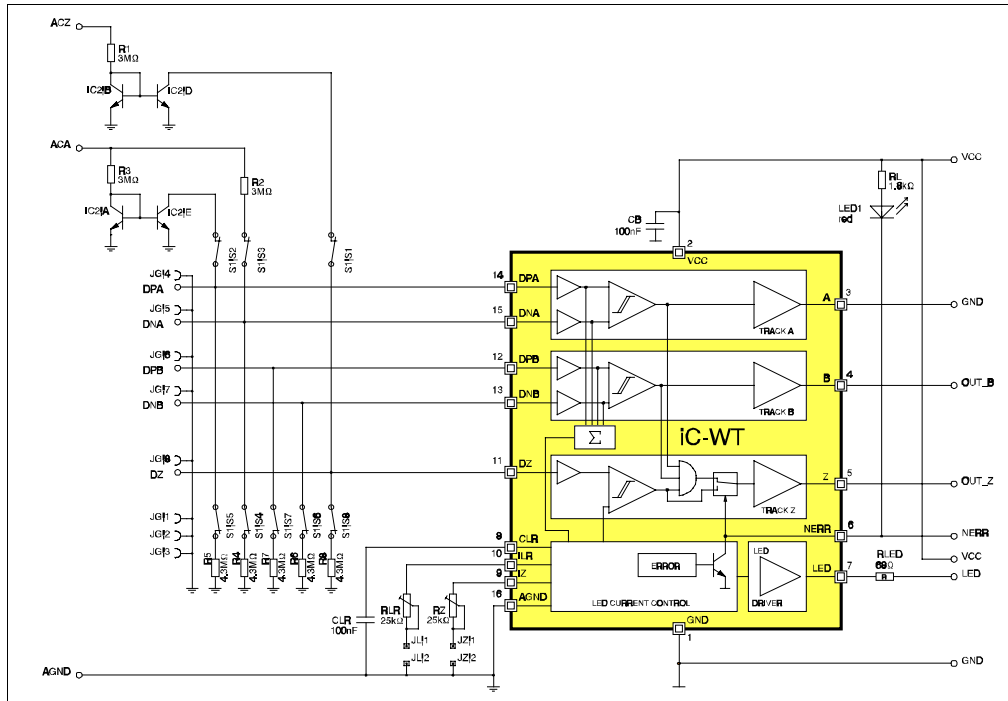 ACZ
R1
3MΩ
IC2!B
IC2!D
ACA
R3
3MΩ
R2
3MΩ
IC2!A
IC2!E
S1!S2
S1!S3
S1!S1
CB
100nF
RL
1.8kΩ
LED1
red
VCC
2
VCC
JG!4
DPA
14
DPA
JG!5
DNA
15
DNA
A
3
GND
TRACK A
JG!6
DPB
12
DPB
JG!7
DNB
13
DNB
B
4
OUT_B
TRACK B
Σ
iC-WT
JG!8
DZ
11
DZ
Z
5
OUT_Z
TRACK Z
JG!1
JG!2
JG!3
S1!S5
S1!S4
S1!S7
S1!S6
S1!S8
R5
4.3MΩ
R4
4.3MΩ
R7
4.3MΩ
R6
4.3MΩ
R8
4.3MΩ
8
CLR
10
ILR
9
IZ
16
AGND
NERR
6
NERR
VCC
ERROR
LED
DRIVER
LED
7
RLED
68Ω
LED
LED CURRENT CONTROL
CLR
100nF
RLR
25kΩ
RZ
25kΩ
JL!1
JL!2
JZ!1
JZ!2
GND
1
GND
AGND